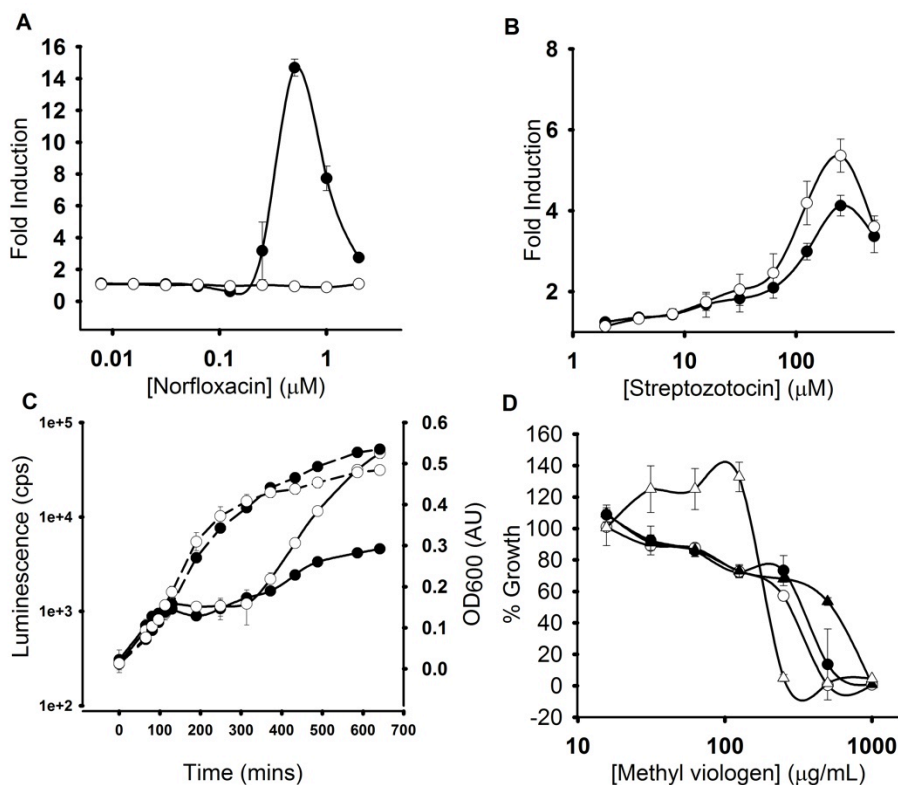 A
16
14
12
10
8
6
4
2
0
Fold Induction
0.01 0.1 1
[Norfloxacin] (μM)
B
8
6
4
2
Fold Induction
1 10 100
[Streptozotocin] (μM)
C
1e+5
1e+4
1e+3
1e+2
Luminescence (cps)
0.6
0.5
0.4
0.3
0.2
0.1
0.0
OD600 (AU)
0 100 200 300 400 500 600 700
Time (mins)
D
160
140
120
100
80
60
40
20
0
-20
% Growth
10 100 1000
[Methyl viologen] (μg/mL)